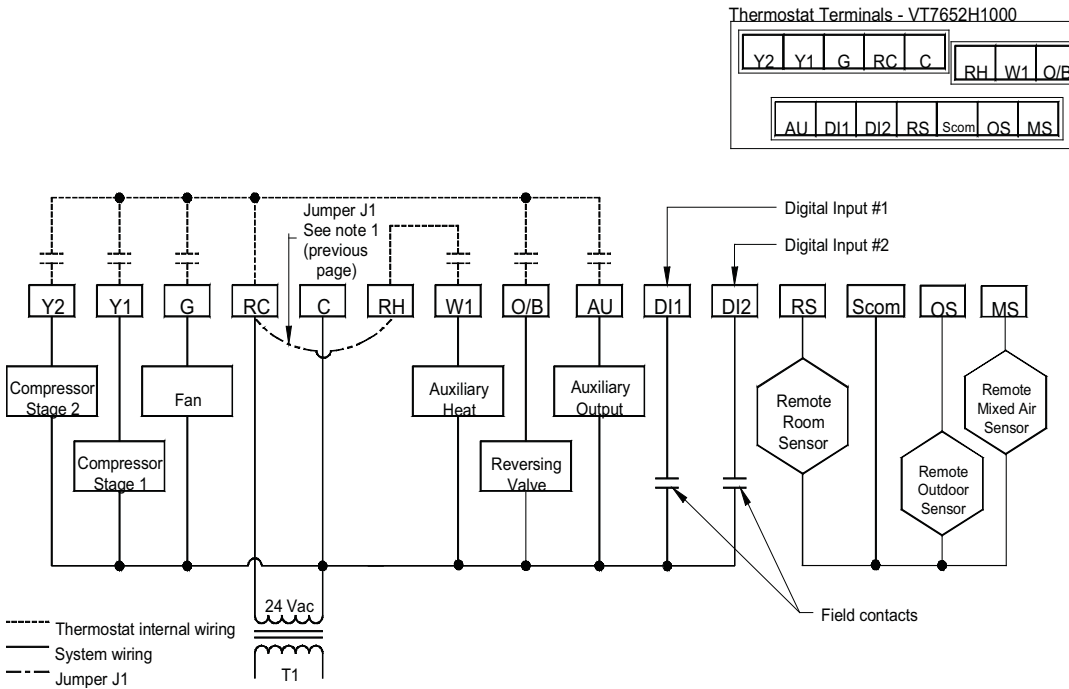 Thermostat Terminals - VT7652H1000
Y2 Y1 G RC C RH W1 O/B
AU DI1 DI2 RS Scom OS MS
Jumper J1
See note 1
(previous
page)
Digital Input #1
Digital Input #2
Y2 Y1 G RC C RH W1 O/B AU DI1 DI2 RS Scom OS MS
Compressor
Stage 2
Fan
Auxiliary
Heat
Auxiliary
Output
Compressor
Stage 1
Reversing
Valve
Remote
Room
Sensor
Remote
Mixed Air
Sensor
Remote
Outdoor
Sensor
24 Vac
T1
Field contacts
Thermostat internal wiring
System wiring
Jumper J1